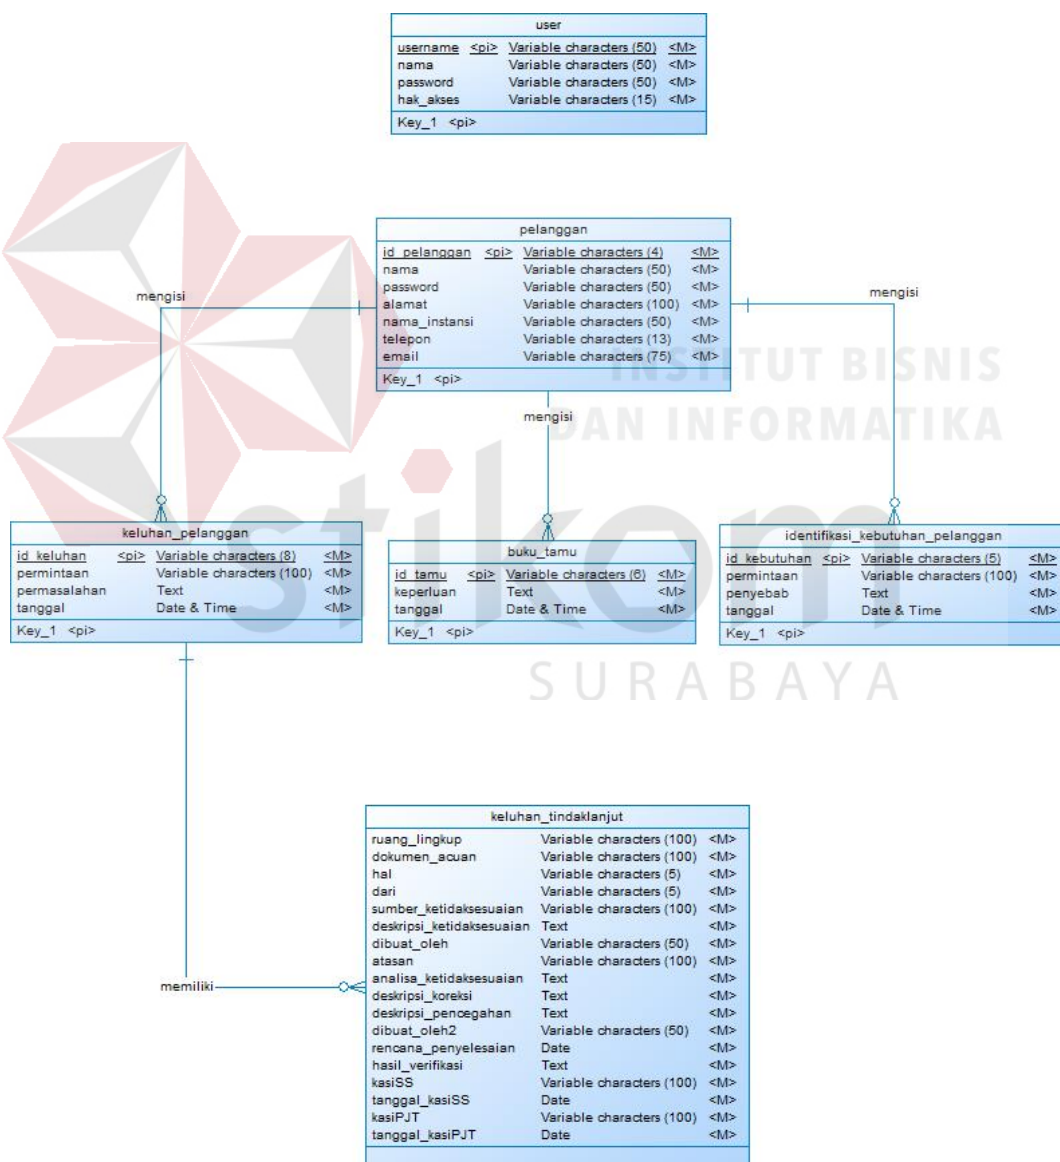 user
username <pi> Variable characters (50) <M>
nama Variable characters (50) <M>
password Variable characters (50) <M>
hak_akses Variable characters (15) <M>
Key_1 <pi>
pelanggan
id_pelanggan <pi> Variable characters (4) <M>
nama Variable characters (50) <M>
password Variable characters (50) <M>
alamat Variable characters (100) <M>
nama_instansi Variable characters (50) <M>
telepon Variable characters (13) <M>
email Variable characters (75) <M>
Key_1 <pi>
mengisi
mengisi
mengisi
INSTITUT BISNIS
DAN INFORMATIKA
stikom
SURABAYA
keluhan_pelanggan
id_keluhan <pi> Variable characters (8) <M>
permintaan Variable characters (100) <M>
permasalahan Text <M>
tanggal Date & Time <M>
Key_1 <pi>
buku_tamu
id_tamu <pi> Variable characters (6) <M>
keperluan Text <M>
tanggal Date & Time <M>
Key_1 <pi>
identifikasi_kebutuhan_pelanggan
id_kebutuhan <pi> Variable characters (5) <M>
permintaan Variable characters (100) <M>
penyebab Text <M>
tanggal Date & Time <M>
Key_1 <pi>
memiliki
keluhan_tindaklanjut
ruang_lingkup Variable characters (100) <M>
dokumen_acuan Variable characters (100) <M>
hal Variable characters (5) <M>
dari Variable characters (5) <M>
sumber_ketidaksesuaian Variable characters (100) <M>
deskripsi_ketidaksesuaian Text <M>
dibuat_oleh Variable characters (50) <M>
atasan Variable characters (100) <M>
analisa_ketidaksesuaian Text <M>
deskripsi_koreksi Text <M>
deskripsi_pencegahan Text <M>
dibuat_oleh2 Variable characters (50) <M>
rencana_penyelesaian Date <M>
hasil_verifikasi Text <M>
kasiSS Variable characters (100) <M>
tanggal_kasiSS Date <M>
kasiPJT Variable characters (100) <M>
tanggal_kasiPJT Date <M>